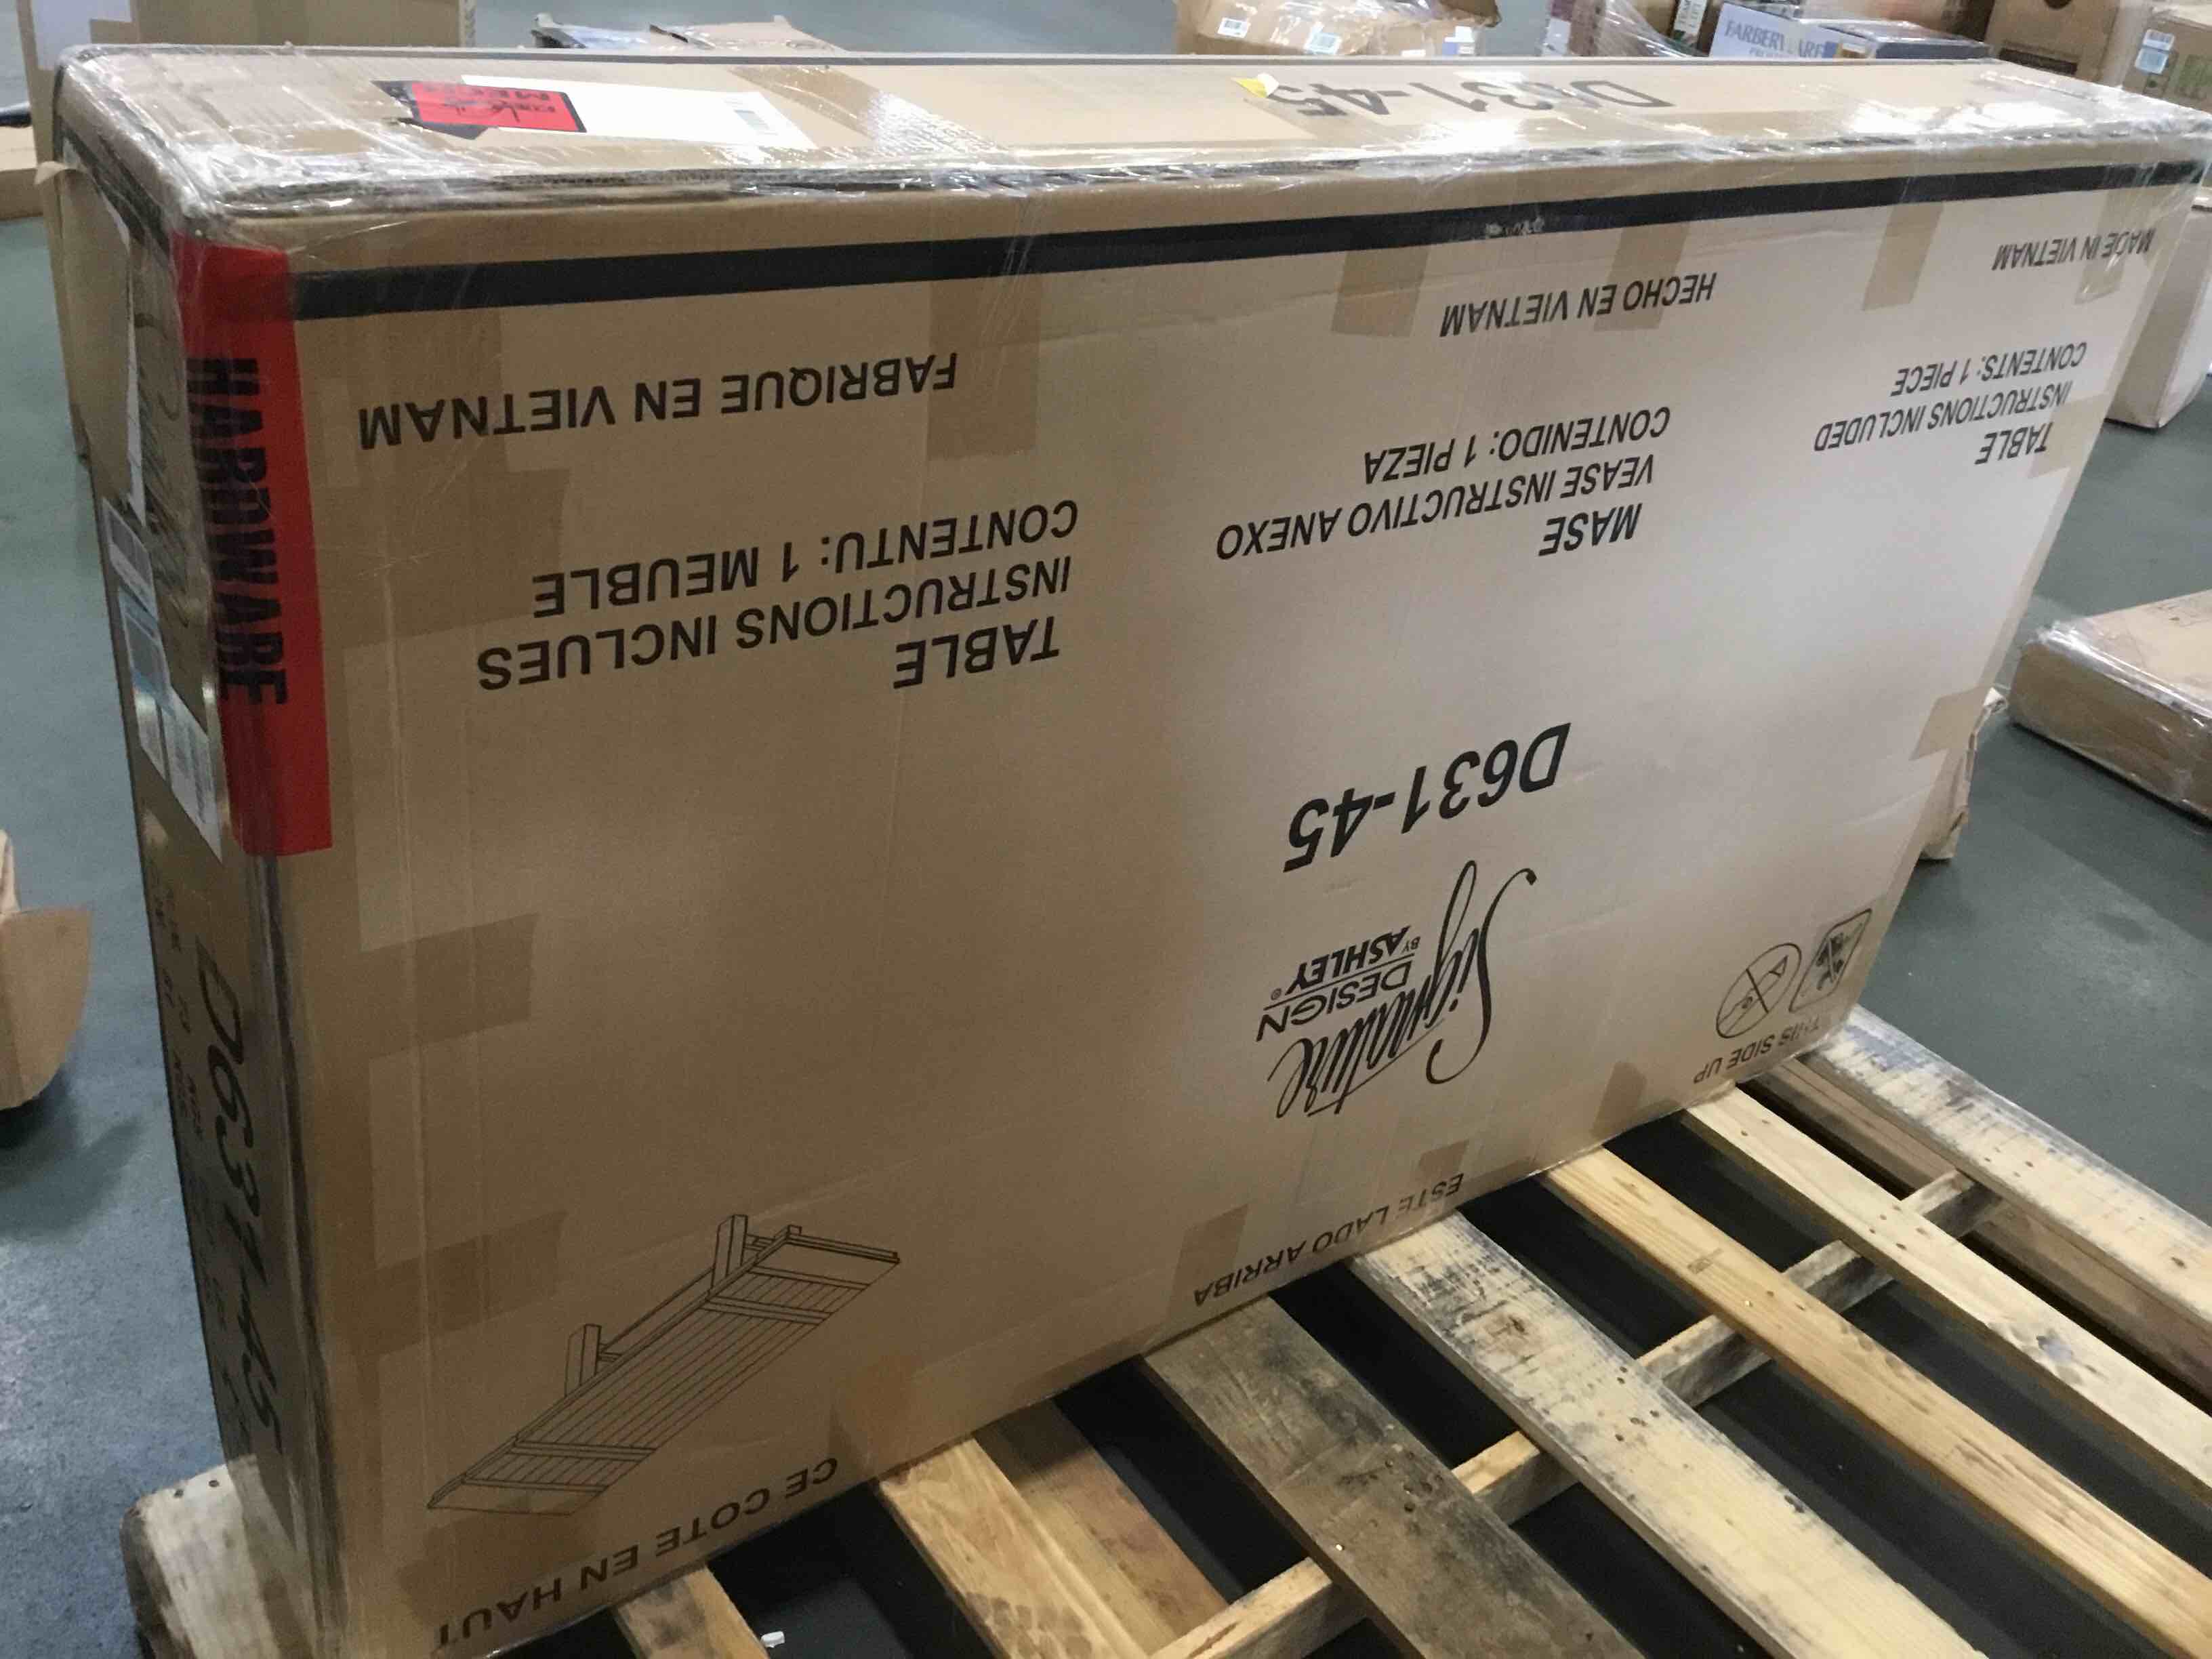 D631-45
FARBERWARE
HARDWARE
MADE IN VIETNAM
HECHO EN VIETNAM
FABRIQUE EN VIETNAM
THIS SIDE UP
ESTE LADO ARRIBA
CE COTE EN HAUT
Signature
DESIGN
BY ASHLEY®
D631-45
TABLE
INSTRUCTIONS INCLUDED
CONTENTS: 1 PIECE
MASE
VEASE INSTRUCTIVO ANEXO
CONTENIDO: 1 PIEZA
TABLE
INSTRUCTIONS INCLUES
CONTENTU: 1 MEUBLE
D631-45